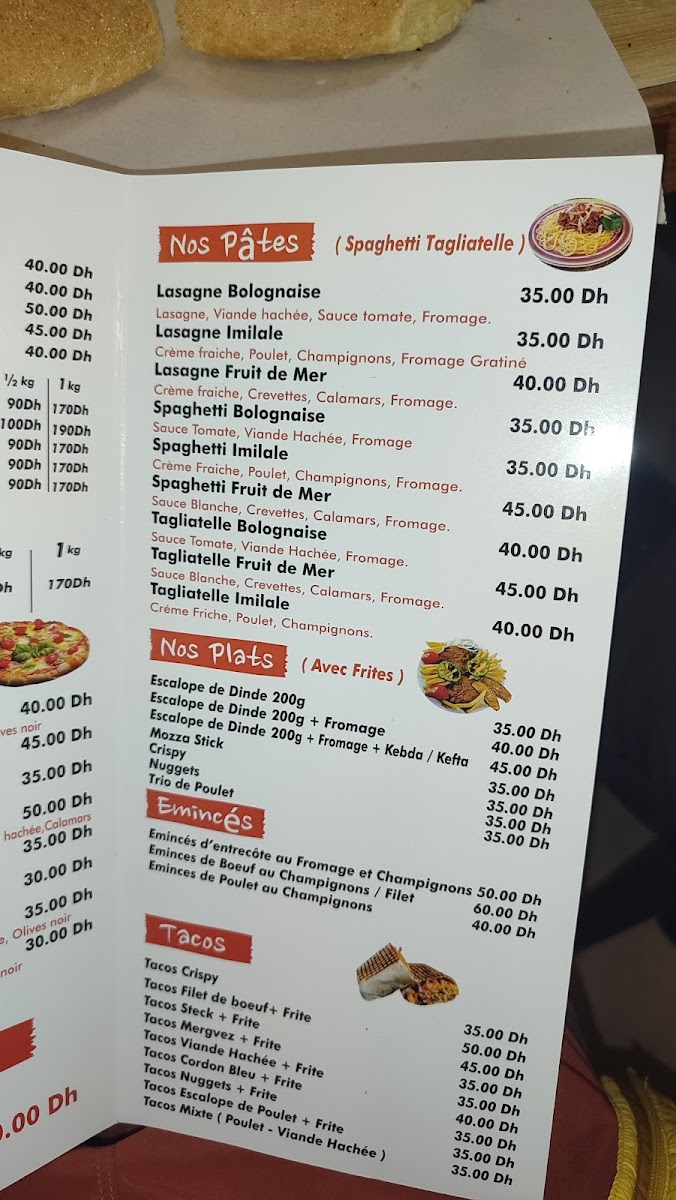 40.00 Dh
40.00 Dh
50.00 Dh
45.00 Dh
40.00 Dh
½ kg 1 kg
90Dh 170Dh
100Dh 190Dh
90Dh 170Dh
90Dh 170Dh
90Dh 170Dh
kg 1 kg
170Dh
40.00 Dh
ves noir
45.00 Dh
35.00 Dh
50.00 Dh
hachée,Calamars
35.00 Dh
30.00 Dh
35.00 Dh
Olives noir
30.00 Dh
noir
.00 Dh
Nos Pâtes ( Spaghetti Tagliatelle )
Lasagne Bolognaise 35.00 Dh
Lasagne, Viande hachée, Sauce tomate, Fromage.
Lasagne Imilale 35.00 Dh
Crème fraiche, Poulet, Champignons, Fromage Gratiné
Lasagne Fruit de Mer 40.00 Dh
Crème fraiche, Crevettes, Calamars, Fromage.
Spaghetti Bolognaise 35.00 Dh
Sauce Tomate, Viande Hachée, Fromage
Spaghetti Imilale 35.00 Dh
Crème Fraiche, Poulet, Champignons, Fromage.
Spaghetti Fruit de Mer 45.00 Dh
Sauce Blanche, Crevettes, Calamars, Fromage.
Tagliatelle Bolognaise 40.00 Dh
Sauce Tomate, Viande Hachée, Fromage.
Tagliatelle Fruit de Mer 45.00 Dh
Sauce Blanche, Crevettes, Calamars, Fromage.
Tagliatelle Imilale 40.00 Dh
Créme Friche, Poulet, Champignons.
Nos Plats ( Avec Frites )
Escalope de Dinde 200g 35.00 Dh
Escalope de Dinde 200g + Fromage 40.00 Dh
Escalope de Dinde 200g + Fromage + Kebda / Kefta 45.00 Dh
Mozza Stick 35.00 Dh
Crispy 35.00 Dh
Nuggets 35.00 Dh
Trio de Poulet 35.00 Dh
Emincés
Emincés d'entrecôte au Fromage et Champignons 50.00 Dh
Eminces de Boeuf au Champignons / Filet 60.00 Dh
Eminces de Poulet au Champignons 40.00 Dh
Tacos
Tacos Crispy 35.00 Dh
Tacos Filet de boeuf+ Frite 50.00 Dh
Tacos Steck + Frite 45.00 Dh
Tacos Mergvez + Frite 35.00 Dh
Tacos Viande Hachée + Frite 35.00 Dh
Tacos Cordon Bleu + Frite 40.00 Dh
Tacos Nuggets + Frite 35.00 Dh
Tacos Escalope de Poulet + Frite 35.00 Dh
Tacos Mixte ( Poulet - Viande Hachée ) 35.00 Dh